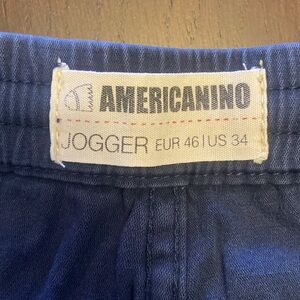 AMERICANINO
JOGGER EUR 46 | US 34